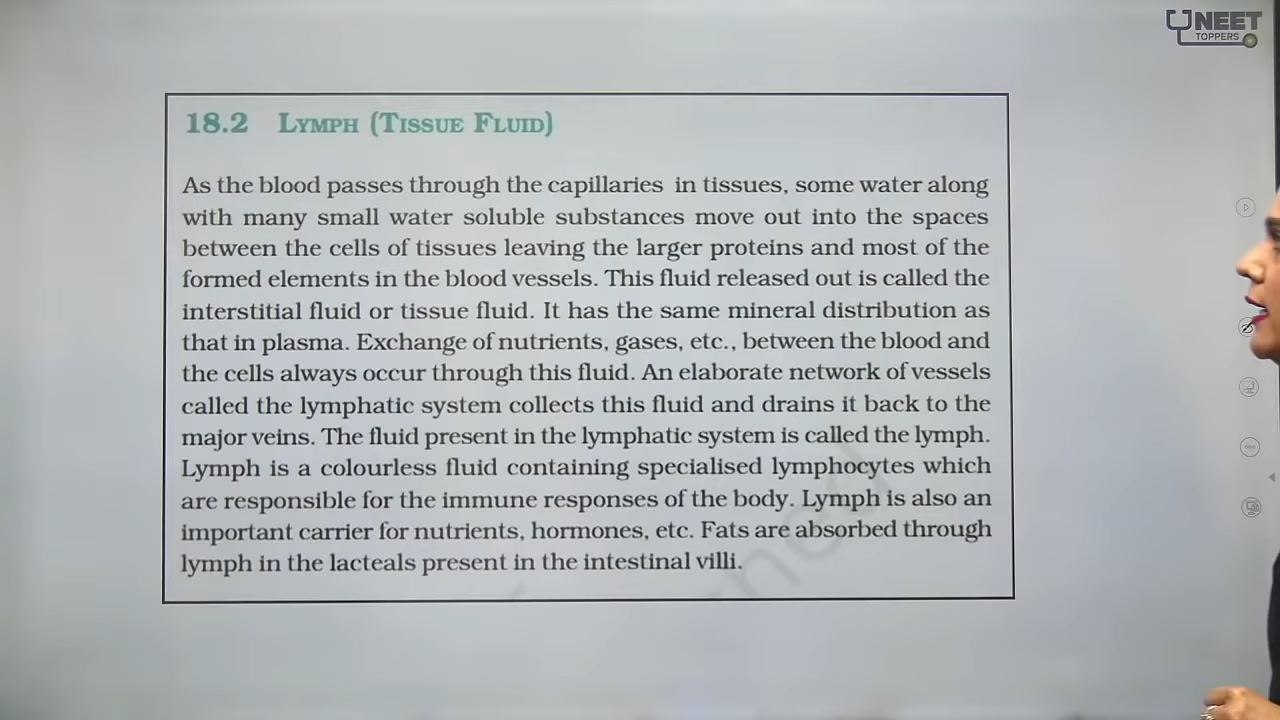 UNEET
TOPPERS
18.2 Lymph (Tissue Fluid)
As the blood passes through the capillaries in tissues, some water along
with many small water soluble substances move out into the spaces
between the cells of tissues leaving the larger proteins and most of the
formed elements in the blood vessels. This fluid released out is called the
interstitial fluid or tissue fluid. It has the same mineral distribution as
that in plasma. Exchange of nutrients, gases, etc., between the blood and
the cells always occur through this fluid. An elaborate network of vessels
called the lymphatic system collects this fluid and drains it back to the
major veins. The fluid present in the lymphatic system is called the lymph.
Lymph is a colourless fluid containing specialised lymphocytes which
are responsible for the immune responses of the body. Lymph is also an
important carrier for nutrients, hormones, etc. Fats are absorbed through
lymph in the lacteals present in the intestinal villi.